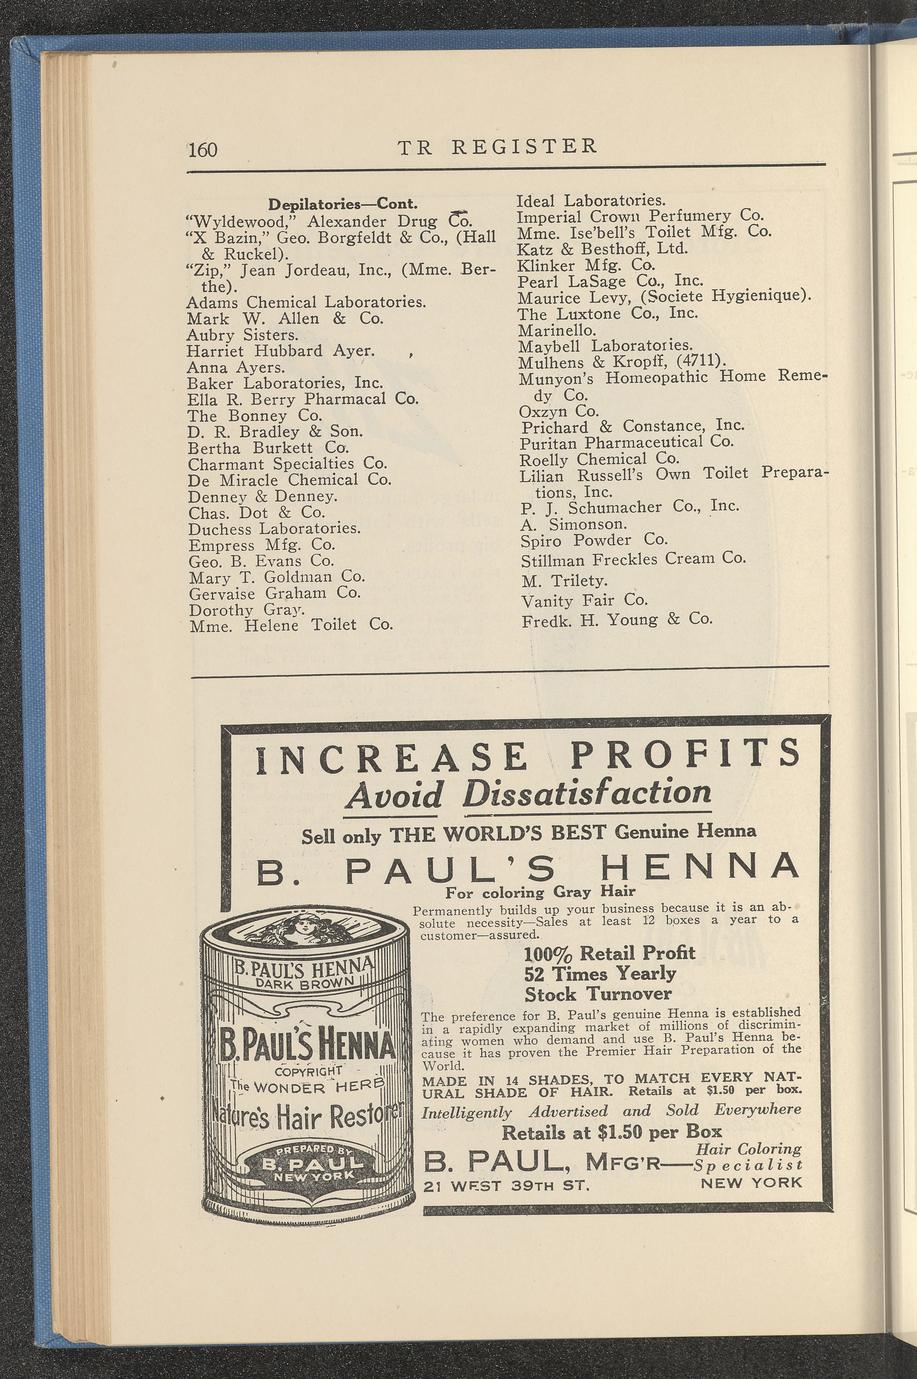 160
TR REGISTER
Depilatories—Cont.
“Wyldewood,” Alexander Drug Co.
“X Bazin,” Geo. Borgfeldt & Co., (Hall
& Ruckel).
“Zip,” Jean Jordeau, Inc., (Mme. Ber-
the).
Adams Chemical Laboratories.
Mark W. Allen & Co.
Aubry Sisters.
Harriet Hubbard Ayer.
Anna Ayers.
Baker Laboratories, Inc.
Ella R. Berry Pharmacal Co.
The Bonney Co.
D. R. Bradley & Son.
Bertha Burkett Co.
Charmant Specialties Co.
De Miracle Chemical Co.
Denney & Denney.
Chas. Dot & Co.
Duchess Laboratories.
Empress Mfg. Co.
Geo. B. Evans Co.
Mary T. Goldman Co.
Gervaise Graham Co.
Dorothy Gray.
Mme. Helene Toilet Co.
Ideal Laboratories.
Imperial Crown Perfumery Co.
Mme. Ise’bell’s Toilet Mfg. Co.
Katz & Besthoff, Ltd.
Klinker Mfg. Co.
Pearl LaSage Co., Inc.
Maurice Levy, (Societe Hygienique).
The Luxtone Co., Inc.
Marinello.
Maybell Laboratories.
Mulhens & Kropff, (4711).
Munyon’s Homeopathic Home Reme-
dy Co.
Oxzyn Co.
Prichard & Constance, Inc.
Puritan Pharmaceutical Co.
Roelly Chemical Co.
Lilian Russell’s Own Toilet Prepara-
tions, Inc.
P. J. Schumacher Co., Inc.
A. Simonson.
Spiro Powder Co.
Stillman Freckles Cream Co.
M. Trilety.
Vanity Fair Co.
Fredk. H. Young & Co.
INCREASE PROFITS
Avoid Dissatisfaction
Sell only THE WORLD’S BEST Genuine Henna
B. PAUL’S HENNA
For coloring Gray Hair
Permanently builds up your business because it is an ab-
solute necessity—Sales at least 12 boxes a year to a
customer—assured.
100% Retail Profit
52 Times Yearly
Stock Turnover
The preference for B. Paul’s genuine Henna is established
in a rapidly expanding market of millions of discrimin-
ating women who demand and use B. Paul’s Henna be-
cause it has proven the Premier Hair Preparation of the
World.
MADE IN 14 SHADES, TO MATCH EVERY NAT-
URAL SHADE OF HAIR. Retails at $1.50 per box.
Intelligently Advertised and Sold Everywhere
Retails at $1.50 per Box
B. PAUL, MFG’R—Hair Coloring
Specialist
21 WEST 39TH ST. NEW YORK
B. PAUL’S HENNA
DARK BROWN
B. PAUL’S HENNA
COPYRIGHT
The WONDER HERB
Nature’s Hair Restorer
PREPARED BY
B. PAUL
NEW YORK